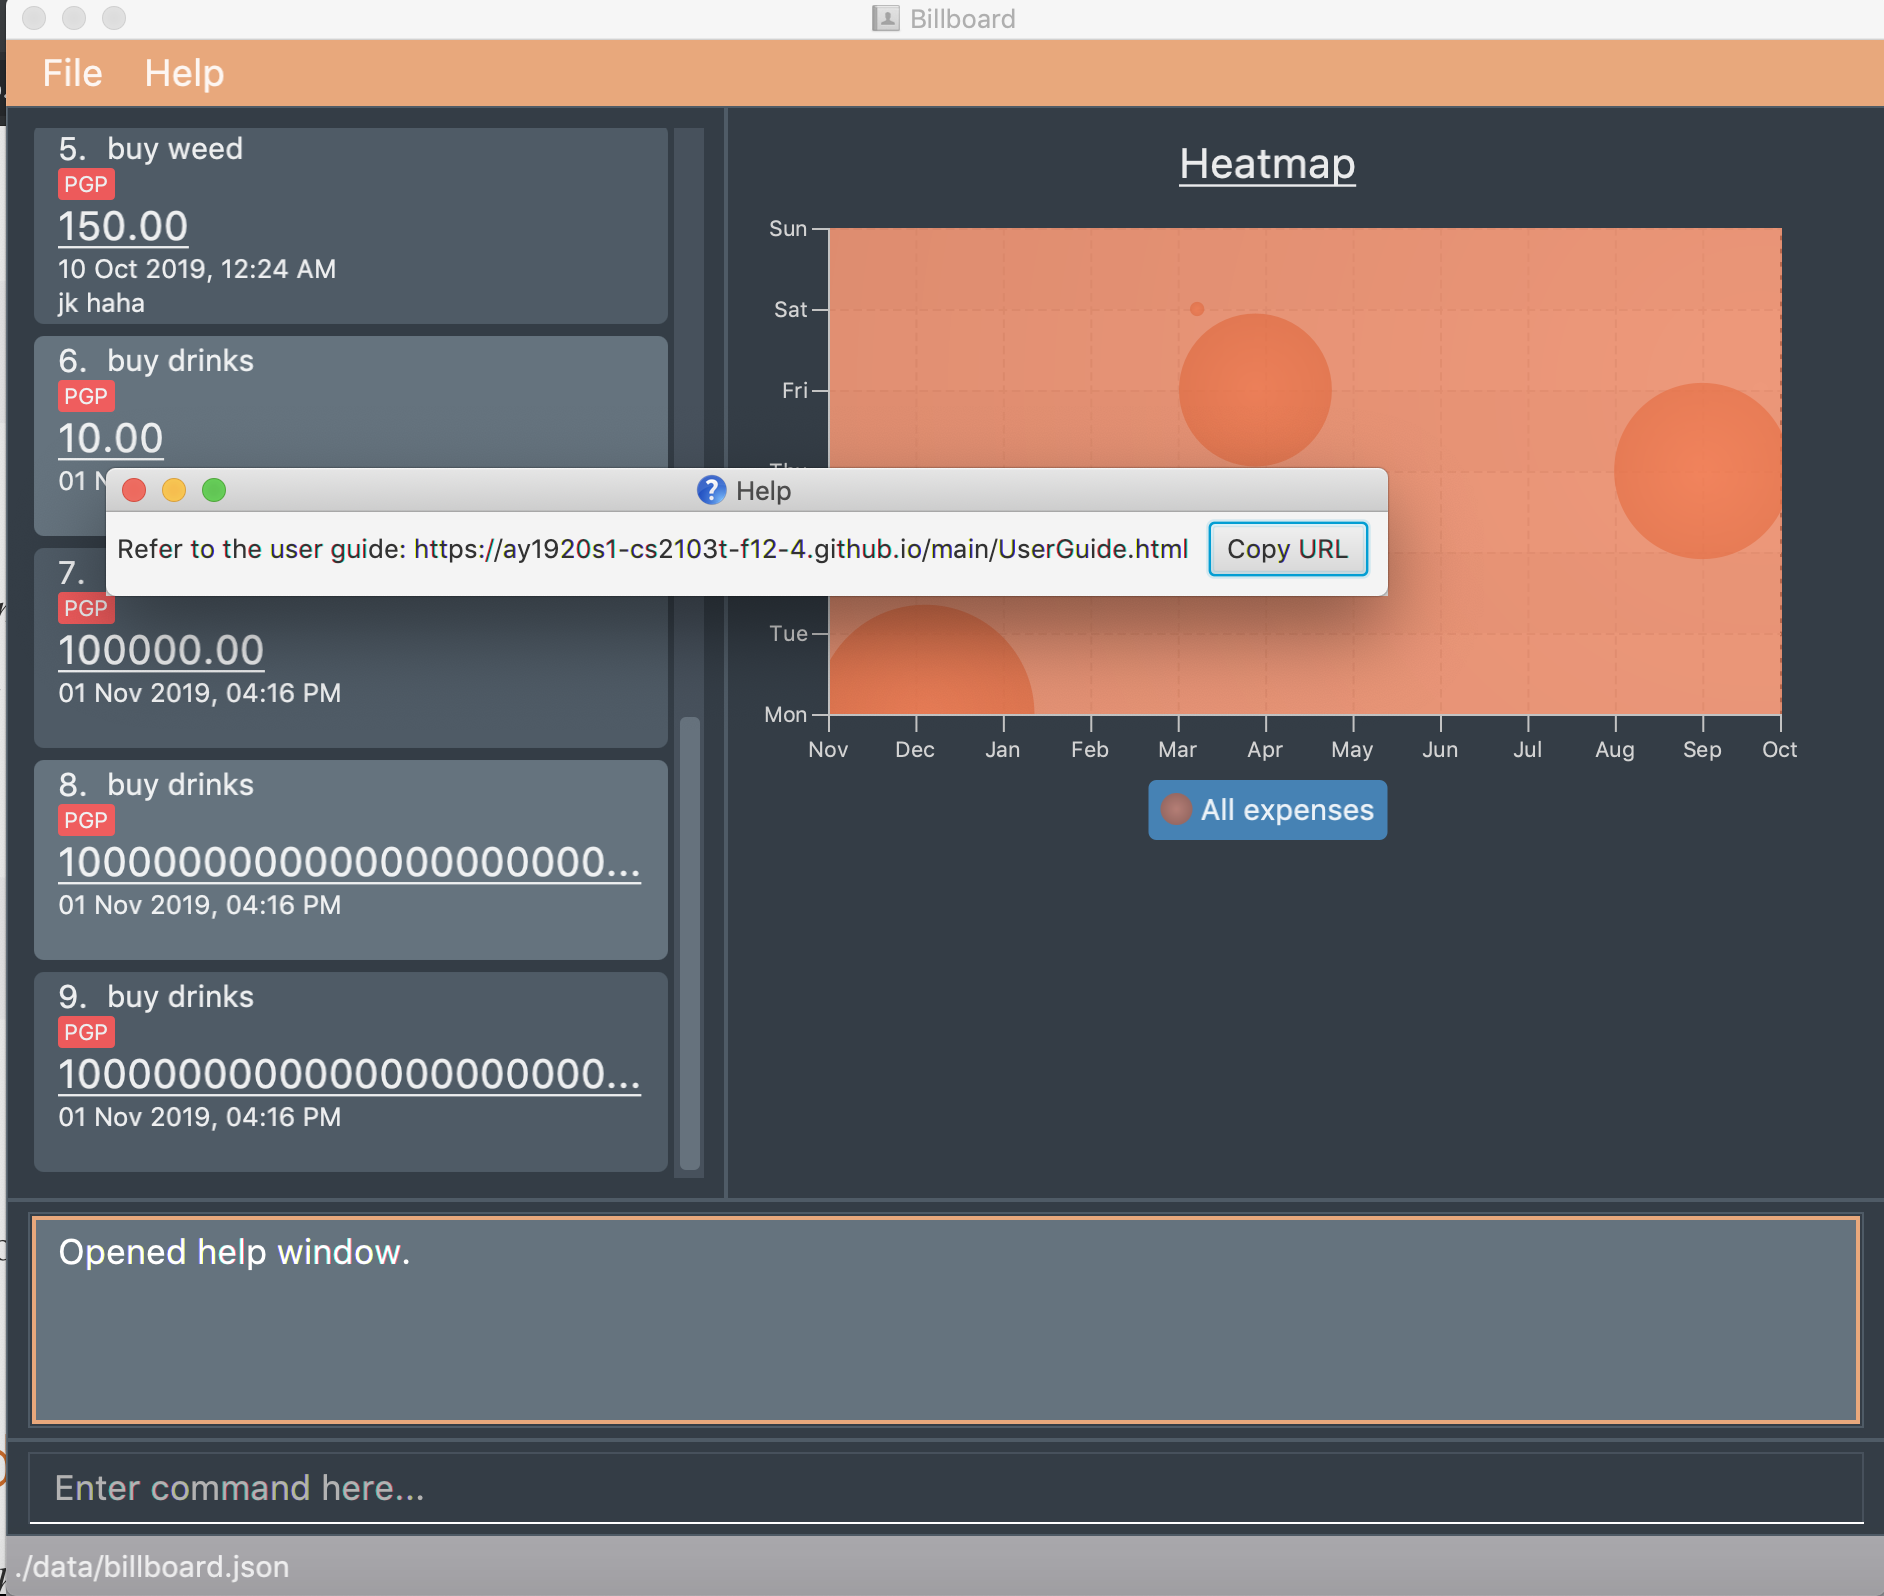 Billboard
File Help
5. buy weed
PGP
150.00
10 Oct 2019, 12:24 AM
jk haha
6. buy drinks
PGP
10.00
01
7.
PGP
100000.00
01 Nov 2019, 04:16 PM
8. buy drinks
PGP
10000000000000000000000...
01 Nov 2019, 04:16 PM
9. buy drinks
PGP
10000000000000000000000...
01 Nov 2019, 04:16 PM
Help
Refer to the user guide: https://ay1920s1-cs2103t-f12-4.github.io/main/UserGuide.html
Copy URL
Heatmap
Sun
Sat
Fri
Tue
Mon
Nov Dec Jan Feb Mar Apr May Jun Jul Aug Sep Oct
All expenses
Opened help window.
Enter command here...
./data/billboard.json